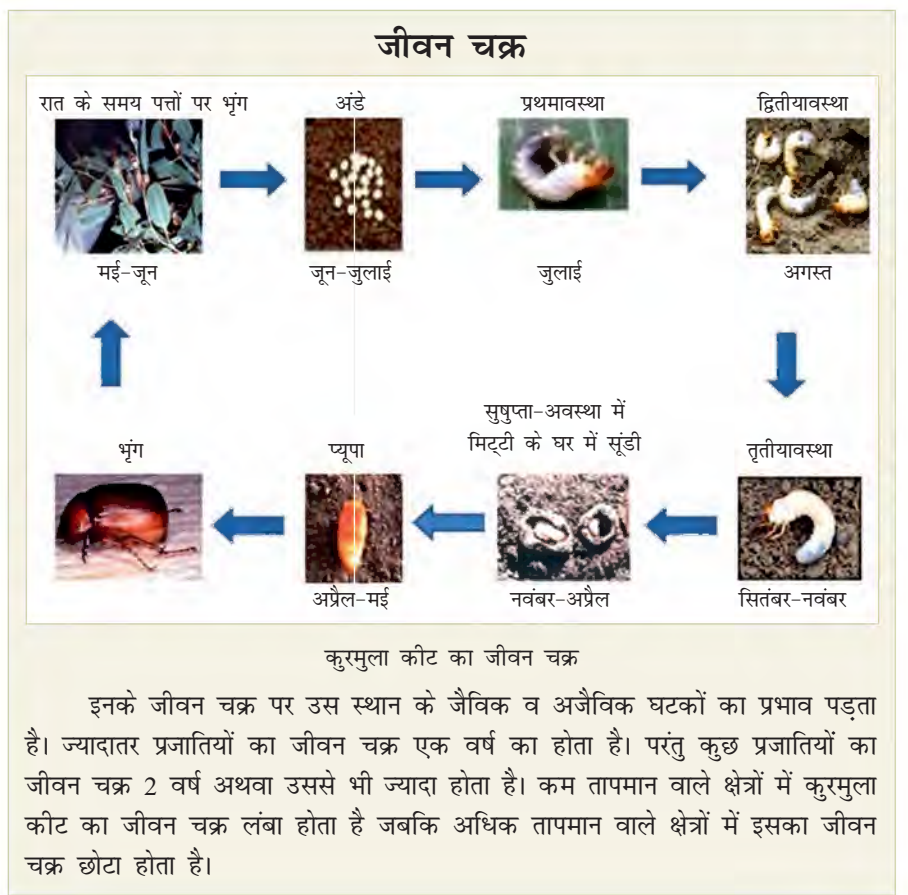 जीवन चक्र
रात के समय पत्तों पर भृंग
अंडे
प्रथमावस्था
द्वितीयावस्था
मई-जून
जून-जुलाई
जुलाई
अगस्त
सुषुप्ता-अवस्था में
मिट्टी के घर में सूंडी
भृंग
प्यूपा
तृतीयावस्था
अप्रैल-मई
नवंबर-अप्रैल
सितंबर-नवंबर
कुरमुला कीट का जीवन चक्र
इनके जीवन चक्र पर उस स्थान के जैविक व अजैविक घटकों का प्रभाव पड़ता
है। ज्यादातर प्रजातियों का जीवन चक्र एक वर्ष का होता है। परंतु कुछ प्रजातियों का
जीवन चक्र 2 वर्ष अथवा उससे भी ज्यादा होता है। कम तापमान वाले क्षेत्रों में कुरमुला
कीट का जीवन चक्र लंबा होता है जबकि अधिक तापमान वाले क्षेत्रों में इसका जीवन
चक्र छोटा होता है।